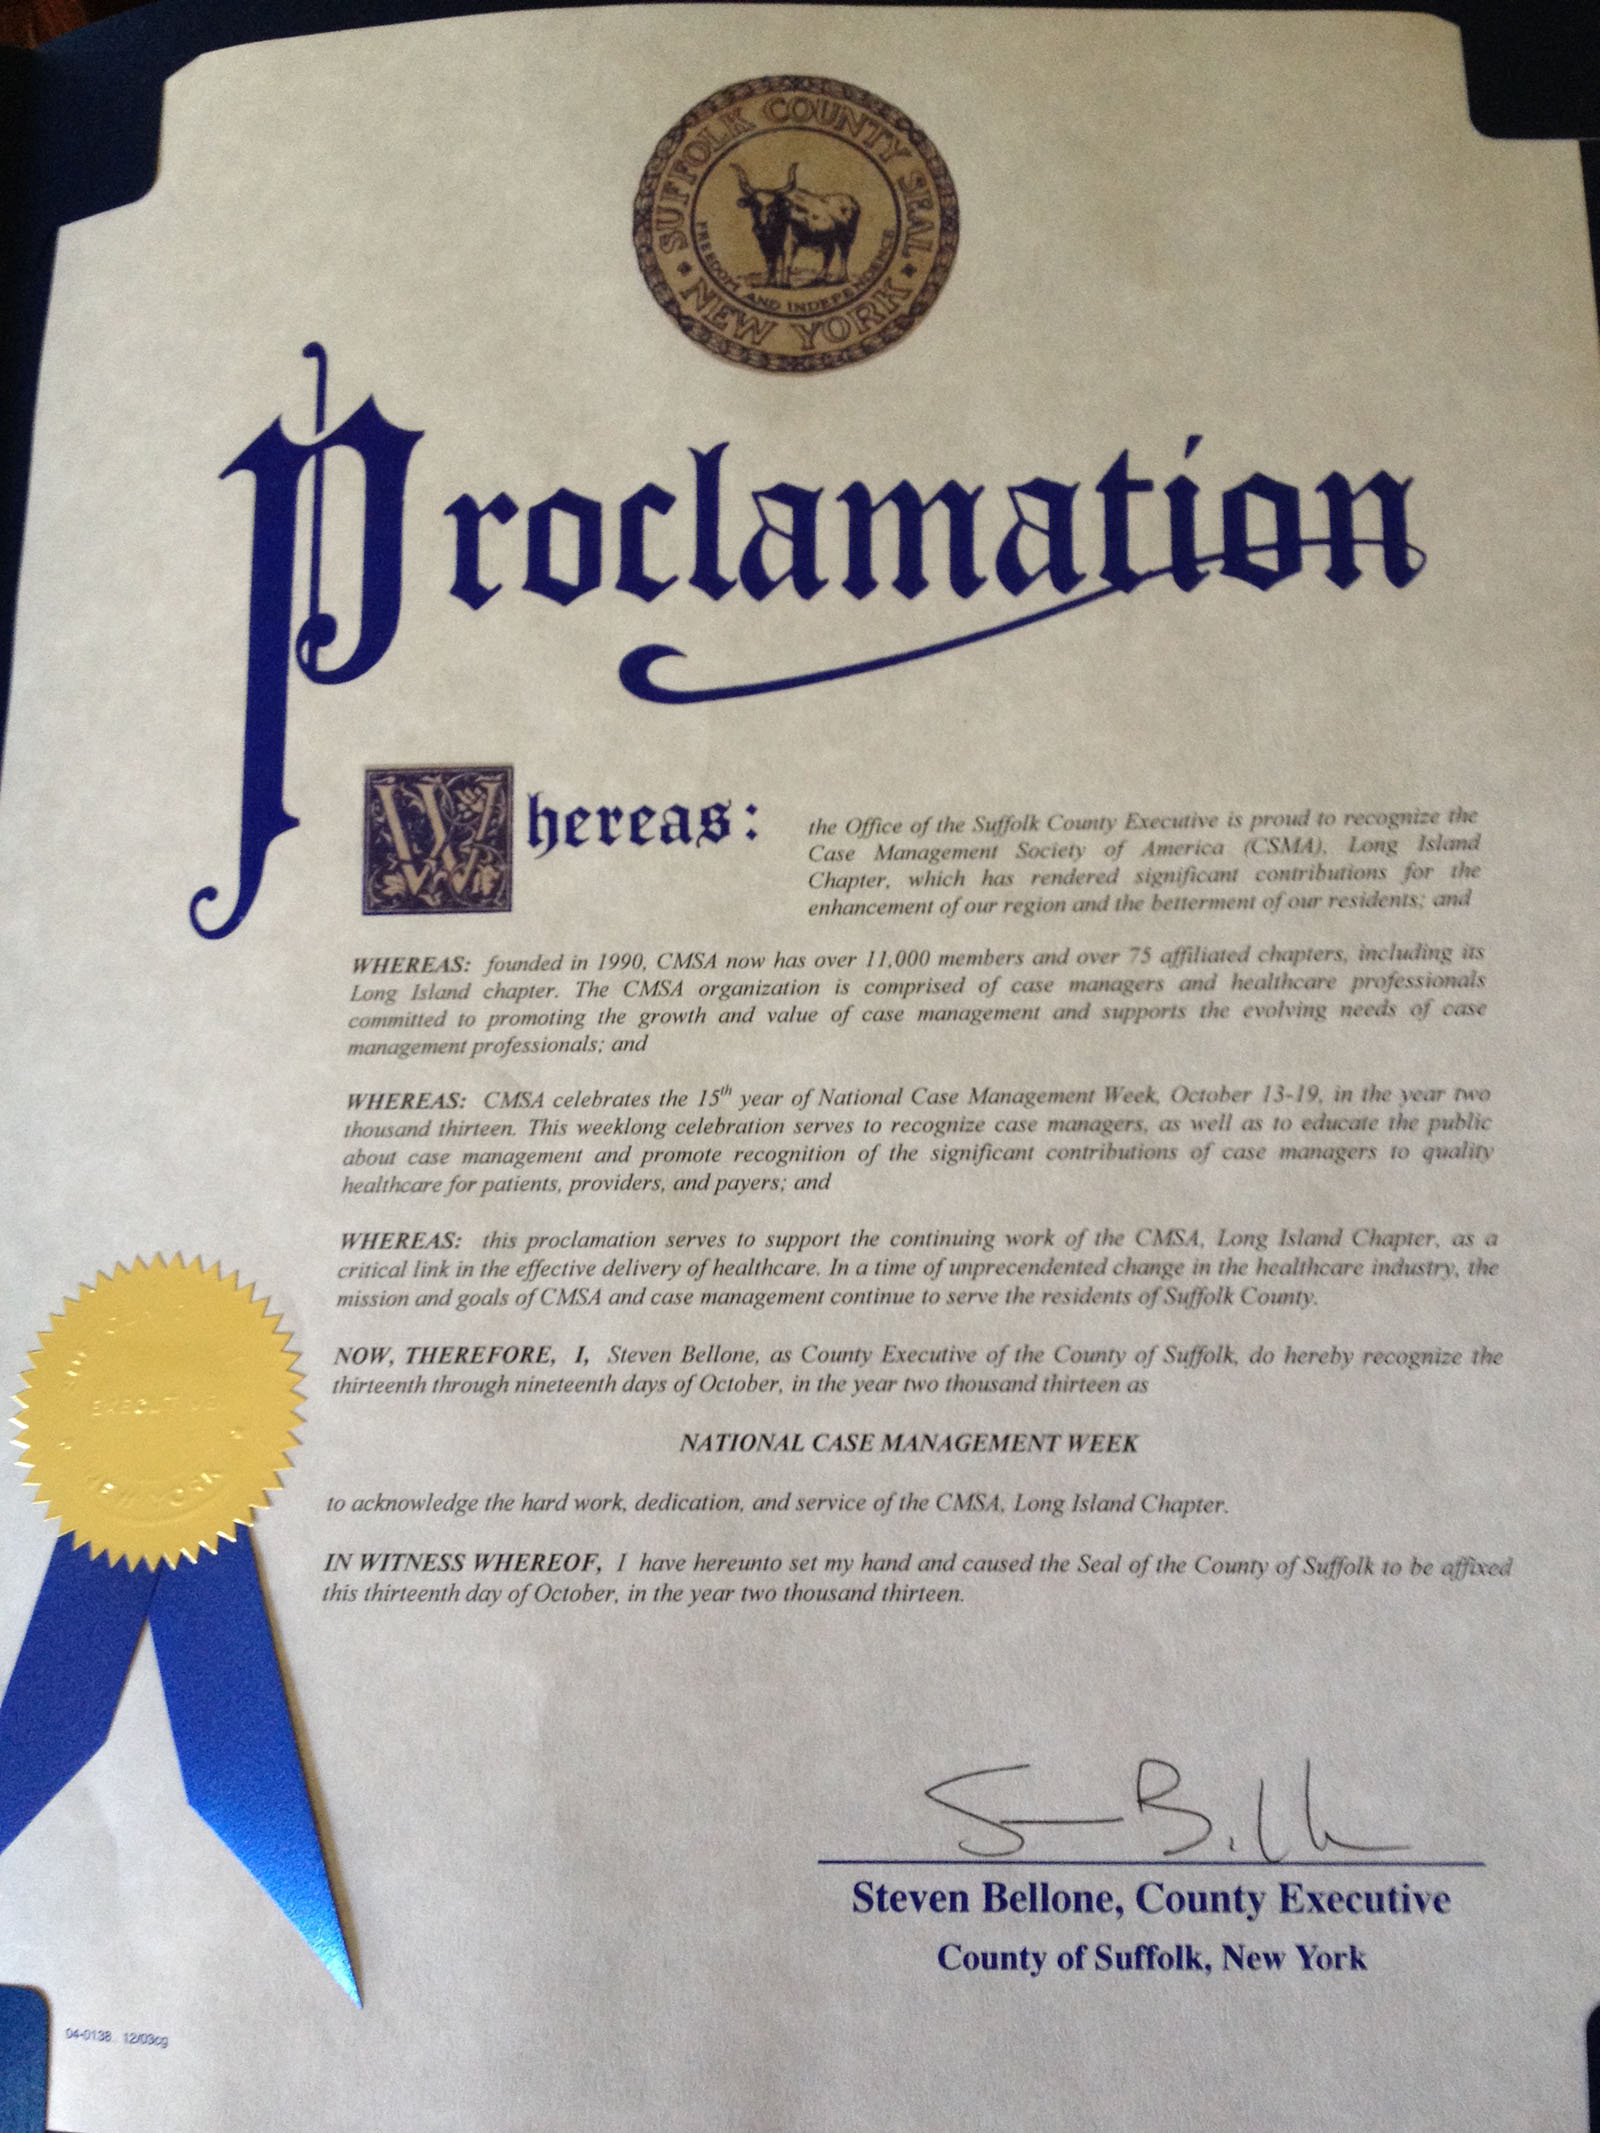 SUFFOLK COUNTY SEAL
FREEDOM AND INDEPENDENCE
NEW YORK
Proclamation
Whereas:
the Office of the Suffolk County Executive is proud to recognize the
Case Management Society of America (CSMA), Long Island
Chapter, which has rendered significant contributions for the
enhancement of our region and the betterment of our residents; and
WHEREAS: founded in 1990, CMSA now has over 11,000 members and over 75 affiliated chapters, including its
Long Island chapter. The CMSA organization is comprised of case managers and healthcare professionals
committed to promoting the growth and value of case management and supports the evolving needs of case
management professionals; and
WHEREAS: CMSA celebrates the 15th year of National Case Management Week, October 13-19, in the year two
thousand thirteen. This weeklong celebration serves to recognize case managers, as well as to educate the public
about case management and promote recognition of the significant contributions of case managers to quality
healthcare for patients, providers, and payers; and
WHEREAS: this proclamation serves to support the continuing work of the CMSA, Long Island Chapter, as a
critical link in the effective delivery of healthcare. In a time of unprecendented change in the healthcare industry, the
mission and goals of CMSA and case management continue to serve the residents of Suffolk County.
NOW, THEREFORE, I, Steven Bellone, as County Executive of the County of Suffolk, do hereby recognize the
thirteenth through nineteenth days of October, in the year two thousand thirteen as
NATIONAL CASE MANAGEMENT WEEK
to acknowledge the hard work, dedication, and service of the CMSA, Long Island Chapter.
IN WITNESS WHEREOF, I have hereunto set my hand and caused the Seal of the County of Suffolk to be affixed
this thirteenth day of October, in the year two thousand thirteen.
EXECUTIVE
YORK
Steven Bellone, County Executive
County of Suffolk, New York
04-0138 12/03cg